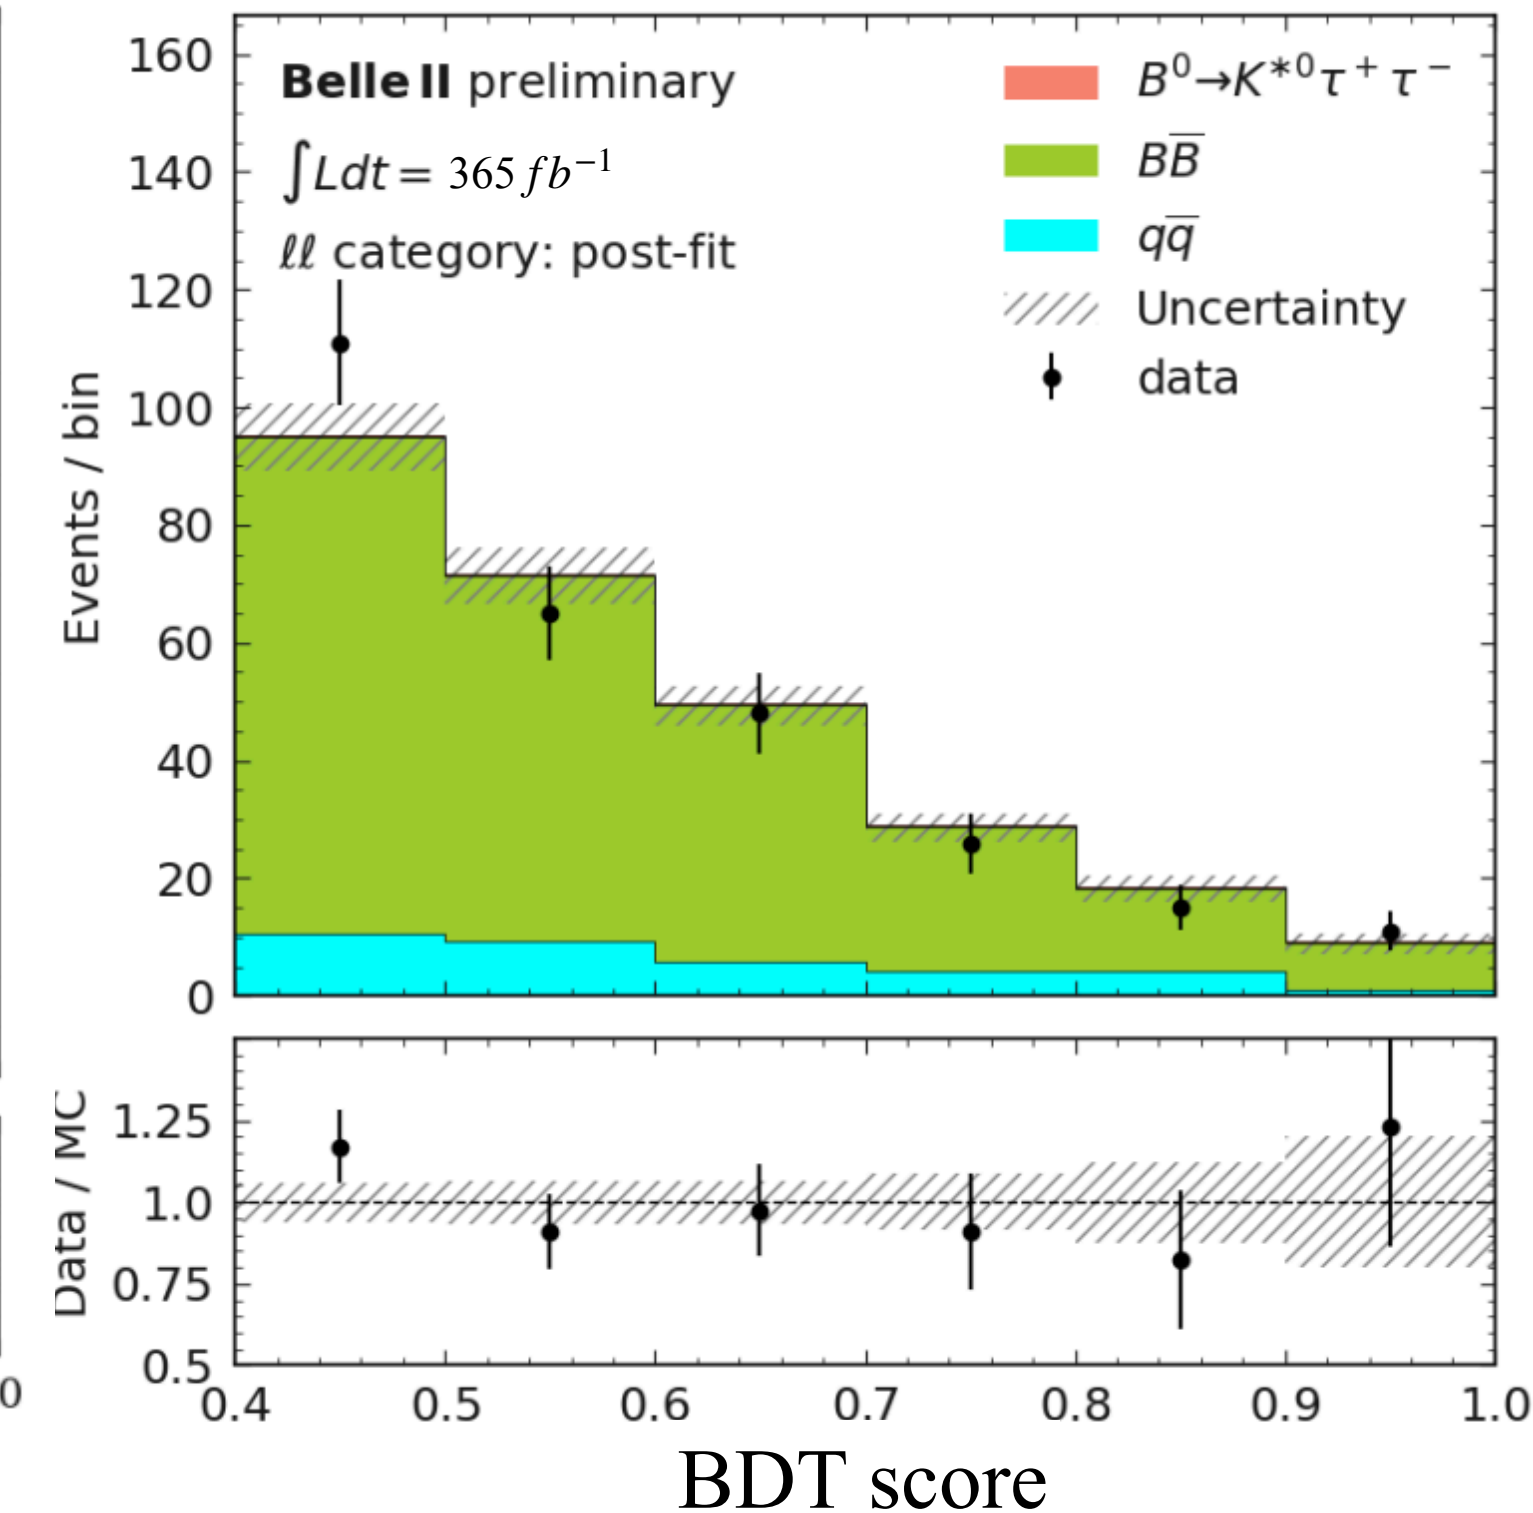 160
140
120
100
80
60
40
20
0
Events / bin
Belle II preliminary
∫Ldt = 365 fb⁻¹
ℓℓ category: post-fit
B⁰→K*⁰τ⁺τ⁻
BB̅
qq̅
Uncertainty
data
1.25
1.0
0.75
0.5
Data / MC
0
0.4 0.5 0.6 0.7 0.8 0.9 1.0
BDT score